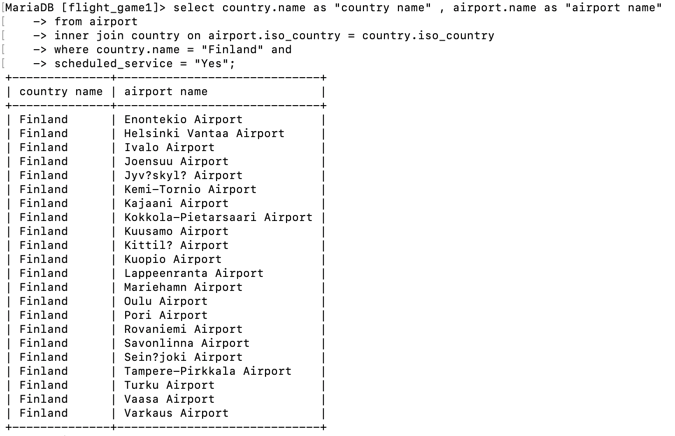 [MariaDB [flight_game1]> select country.name as "country name" , airport.name as "airport name"
[    -> from airport
[    -> inner join country on airport.iso_country = country.iso_country
[    -> where country.name = "Finland" and
[    -> scheduled_service = "Yes";
+--------------+----------------------------+
| country name | airport name               |
+--------------+----------------------------+
| Finland      | Enontekio Airport          |
| Finland      | Helsinki Vantaa Airport    |
| Finland      | Ivalo Airport              |
| Finland      | Joensuu Airport            |
| Finland      | Jyv?skyl? Airport          |
| Finland      | Kemi-Tornio Airport        |
| Finland      | Kajaani Airport            |
| Finland      | Kokkola-Pietarsaari Airport |
| Finland      | Kuusamo Airport            |
| Finland      | Kittil? Airport            |
| Finland      | Kuopio Airport             |
| Finland      | Lappeenranta Airport       |
| Finland      | Mariehamn Airport          |
| Finland      | Oulu Airport               |
| Finland      | Pori Airport               |
| Finland      | Rovaniemi Airport          |
| Finland      | Savonlinna Airport         |
| Finland      | Sein?joki Airport          |
| Finland      | Tampere-Pirkkala Airport   |
| Finland      | Turku Airport              |
| Finland      | Vaasa Airport              |
| Finland      | Varkaus Airport            |
+--------------+----------------------------+